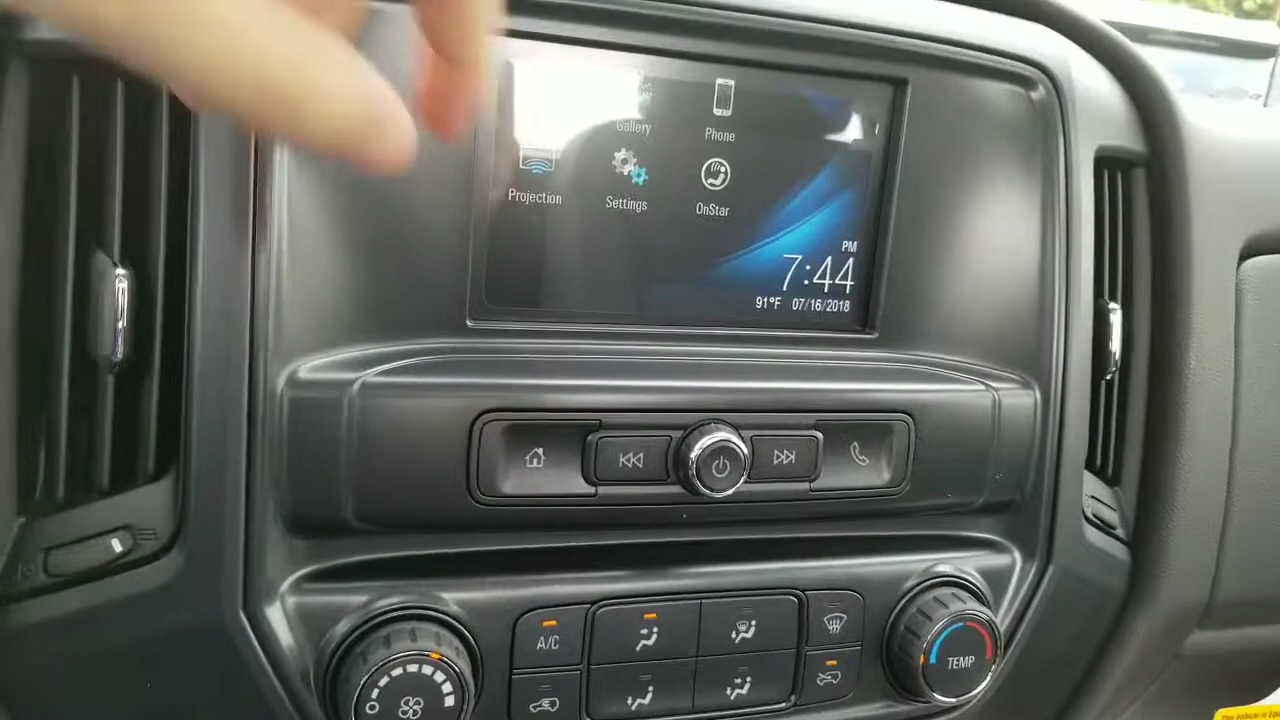 Gallery
Phone
Projection
Settings
OnStar
PM
7:44
91°F 07/16/2018
A/C
TEMP